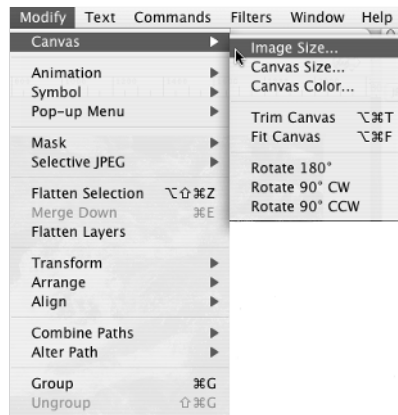 Modify Text Commands Filters Window Help
Canvas ▶
Animation ▶
Symbol ▶
Pop-up Menu ▶
Mask ▶
Selective JPEG ▶
Flatten Selection ⌥⇧⌘Z
Merge Down ⌘E
Flatten Layers
Transform ▶
Arrange ▶
Align ▶
Combine Paths ▶
Alter Path ▶
Group ⌘G
Ungroup ⇧⌘G
Image Size...
Canvas Size...
Canvas Color...
Trim Canvas ⌥⌘T
Fit Canvas ⌥⌘F
Rotate 180°
Rotate 90° CW
Rotate 90° CCW